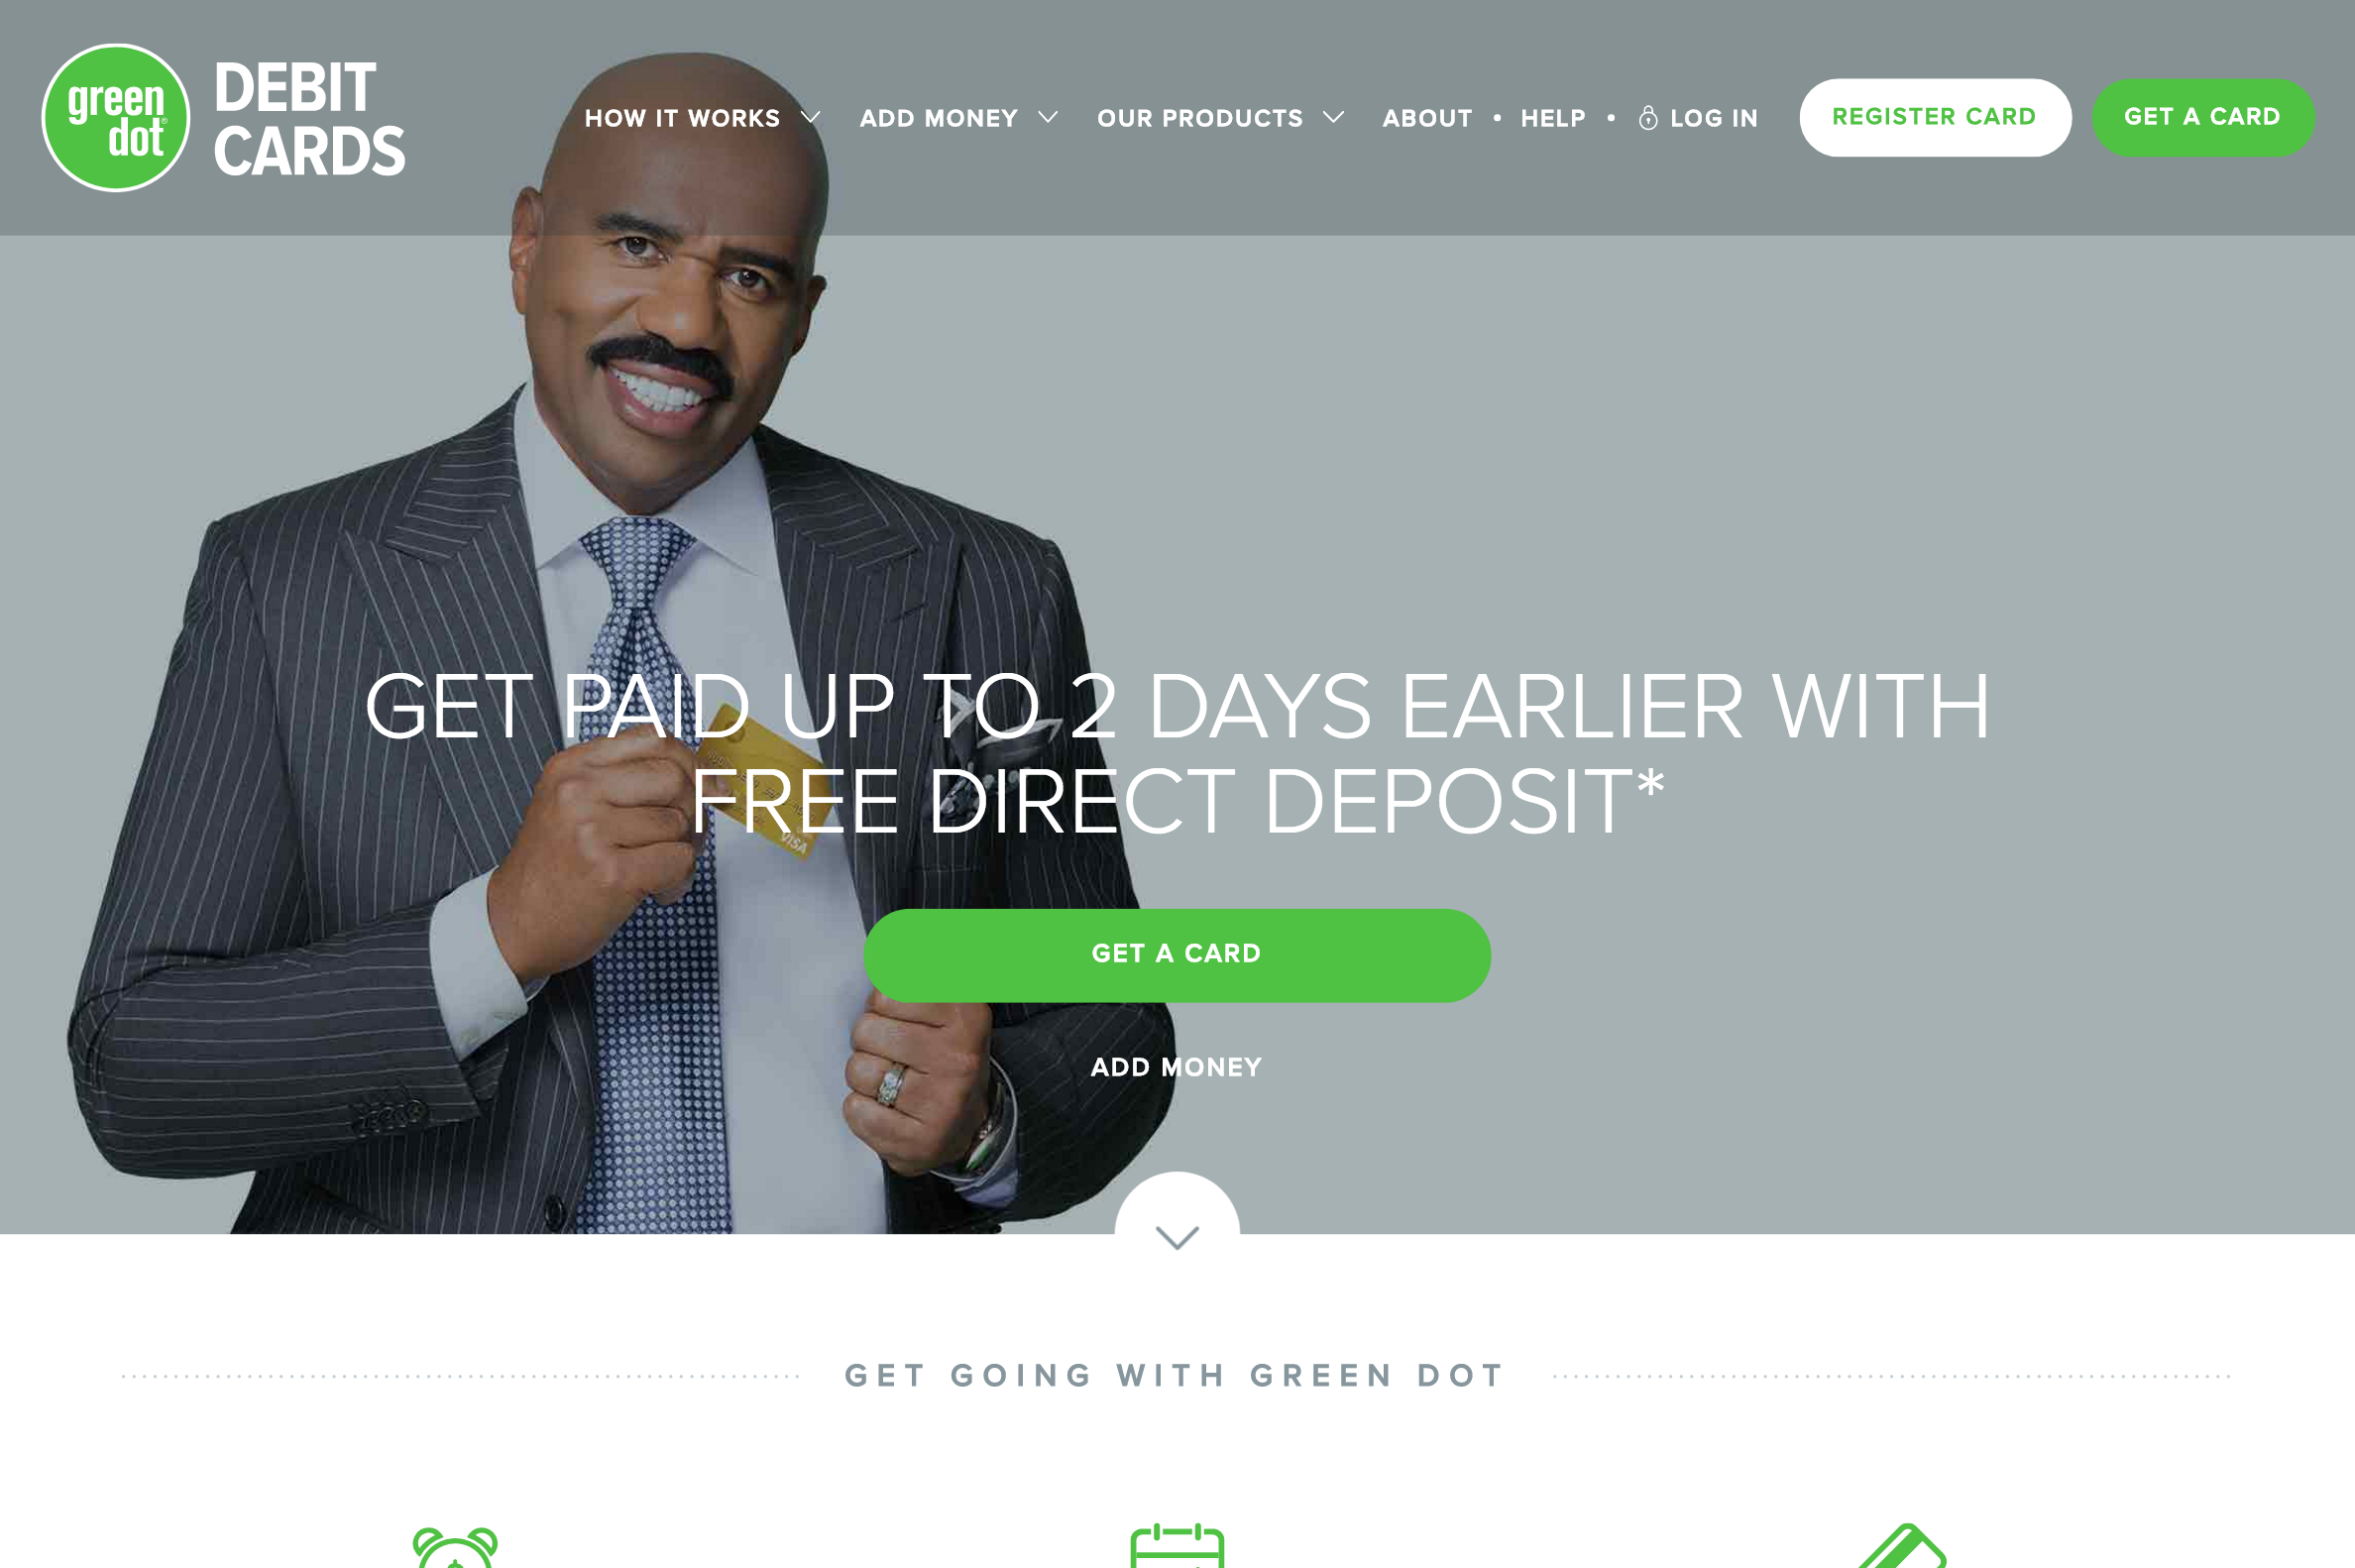 green
dot
DEBIT
CARDS
HOW IT WORKS
ADD MONEY
OUR PRODUCTS
ABOUT • HELP • LOG IN
REGISTER CARD
GET A CARD
GET PAID UP TO 2 DAYS EARLIER WITH
FREE DIRECT DEPOSIT*
VISA
GET A CARD
ADD MONEY
GET GOING WITH GREEN DOT